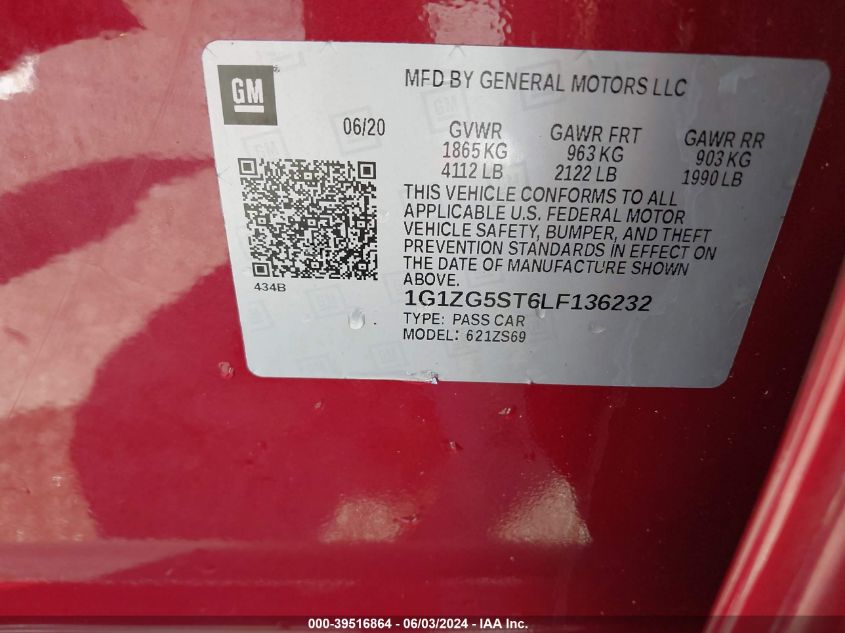 GM
MFD BY GENERAL MOTORS LLC
06/20
GVWR GAWR FRT GAWR RR
1865 KG 963 KG 903 KG
4112 LB 2122 LB 1990 LB
THIS VEHICLE CONFORMS TO ALL
APPLICABLE U.S. FEDERAL MOTOR
VEHICLE SAFETY, BUMPER, AND THEFT
PREVENTION STANDARDS IN EFFECT ON
THE DATE OF MANUFACTURE SHOWN
ABOVE.
434B
1G1ZG5ST6LF136232
TYPE: PASS CAR
MODEL: 621ZS69
000-39516864 / 06/03/2024 - IAA Inc.